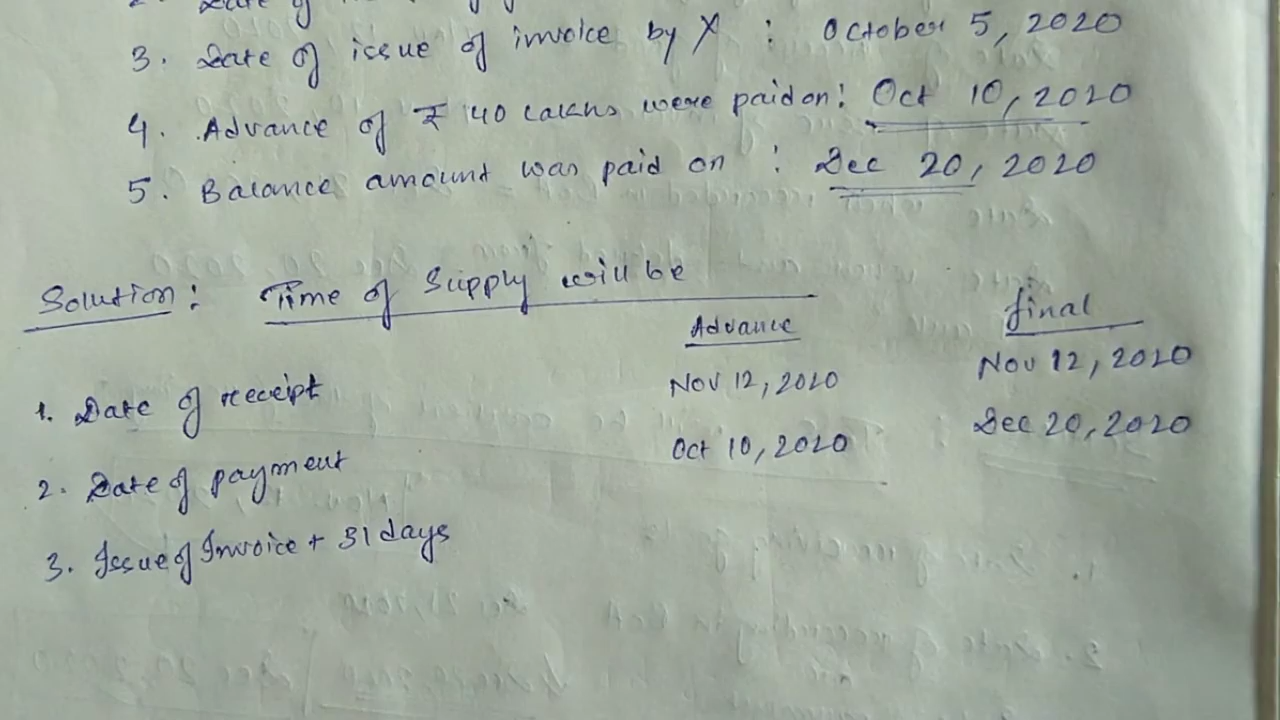 2. Date of
3. Date of issue of invoice by X : October 5, 2020
4. Advance of ₹ 40 Lakhs were paid on: Oct 10, 2020
5. Balance amount was paid on : Dec 20, 2020
Solution: Time of Supply will be
Advance final
1. Date of receipt Nov 12, 2020 Nov 12, 2020
2. Date of payment Oct 10, 2020 Dec 20, 2020
3. Issue of Invoice + 31 days